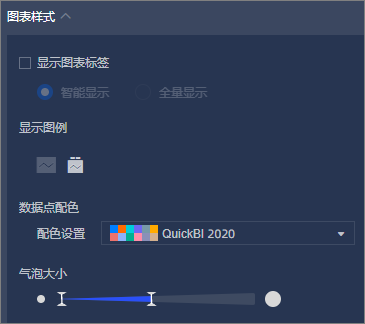 图表样式
显示图表标签
智能显示 全量显示
显示图例
数据点配色
配色设置 QuickBI 2020
气泡大小